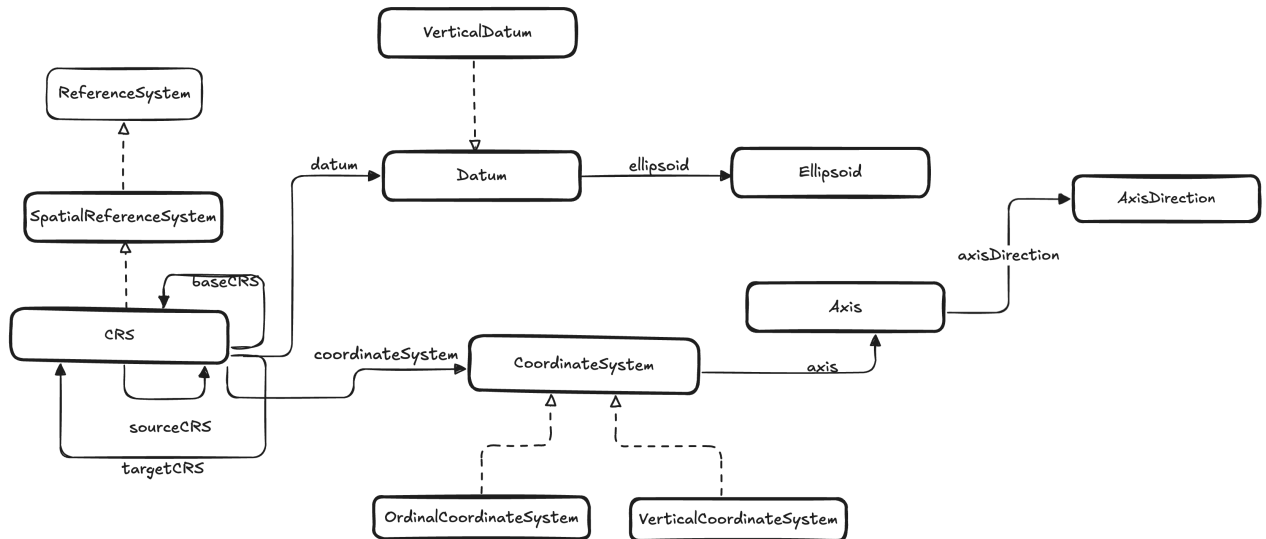 VerticalDatum
ReferenceSystem
datum
Datum
ellipsoid
Ellipsoid
AxisDirection
SpatialReferenceSystem
axisDirection
baseCRS
Axis
CRS
coordinateSystem
CoordinateSystem
axis
sourceCRS
targetCRS
OrdinalCoordinateSystem
VerticalCoordinateSystem